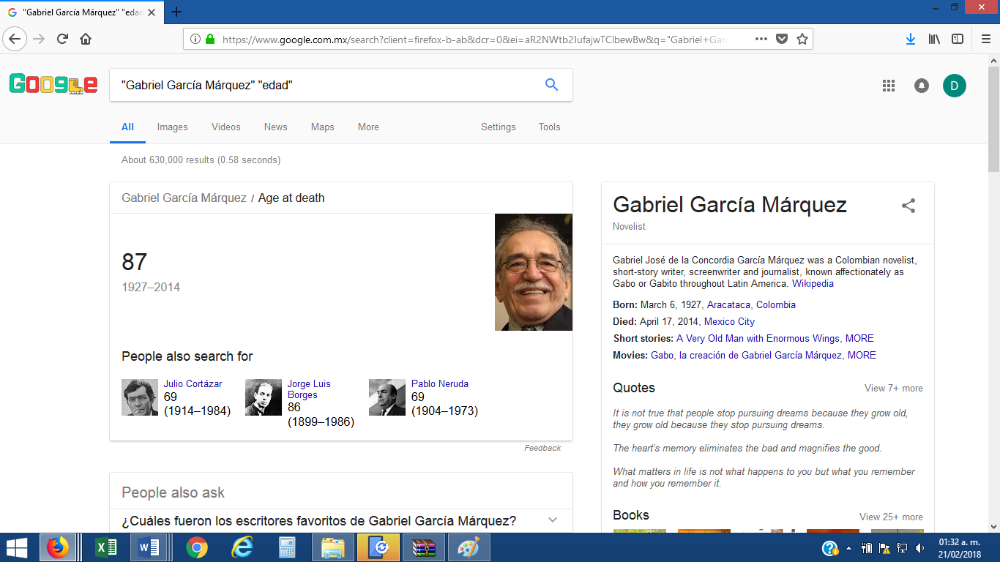 "Gabriel García Márquez" "edad
https://www.google.com.mx/search?client=firefox-b-ab&dcr=0&ei=aR2NWtb2IufajwTClbewBw&q="Gabriel+Gar
Google
"Gabriel García Márquez" "edad"
D
All Images Videos News Maps More Settings Tools
About 630,000 results (0.58 seconds)
Gabriel García Márquez / Age at death
87
1927–2014
People also search for
Julio Cortázar
69
(1914–1984)
Jorge Luis
Borges
86
(1899–1986)
Pablo Neruda
69
(1904–1973)
Feedback
People also ask
¿Cuáles fueron los escritores favoritos de Gabriel García Márquez?
Gabriel García Márquez
Novelist
Gabriel José de la Concordia García Márquez was a Colombian novelist,
short-story writer, screenwriter and journalist, known affectionately as
Gabo or Gabito throughout Latin America. Wikipedia
Born: March 6, 1927, Aracataca, Colombia
Died: April 17, 2014, Mexico City
Short stories: A Very Old Man with Enormous Wings, MORE
Movies: Gabo, la creación de Gabriel García Márquez, MORE
Quotes View 7+ more
It is not true that people stop pursuing dreams because they grow old,
they grow old because they stop pursuing dreams.
The heart's memory eliminates the bad and magnifies the good.
What matters in life is not what happens to you but what you remember
and how you remember it.
Books View 25+ more
01:32 a. m.
21/02/2018